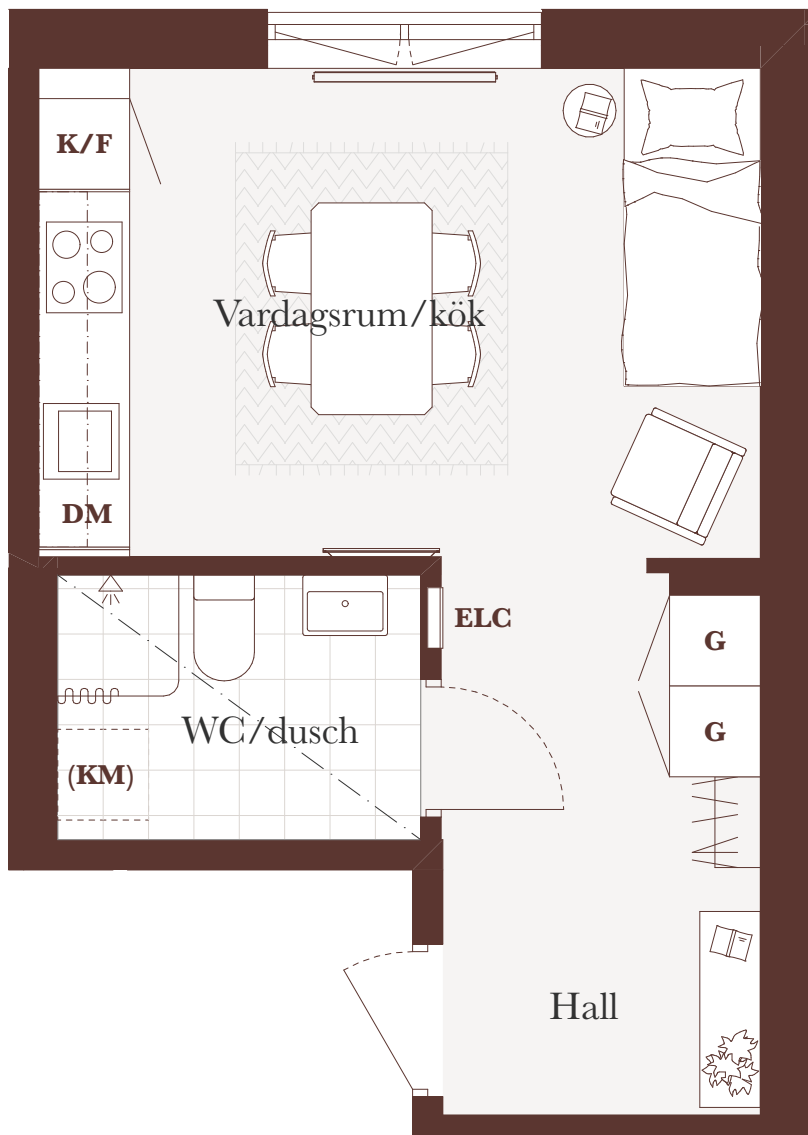 K/F
Vardagsrum/kök
DM
ELC
G
WC/dusch
G
(KM)
Hall